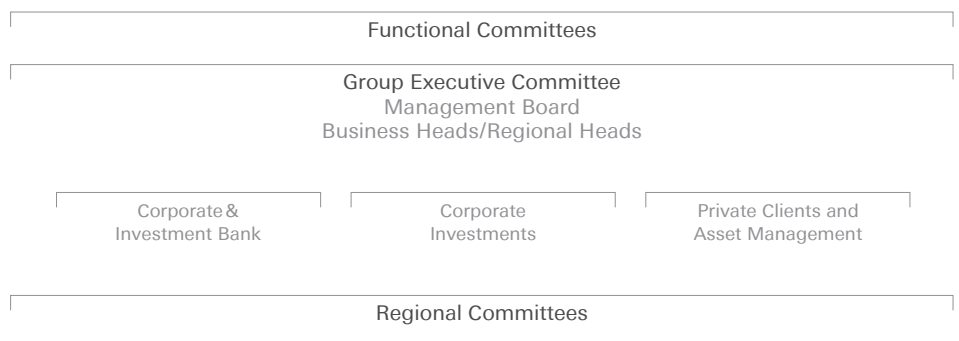 Functional Committees
Group Executive Committee
Management Board
Business Heads/Regional Heads
Corporate & Investment Bank
Corporate Investments
Private Clients and Asset Management
Regional Committees